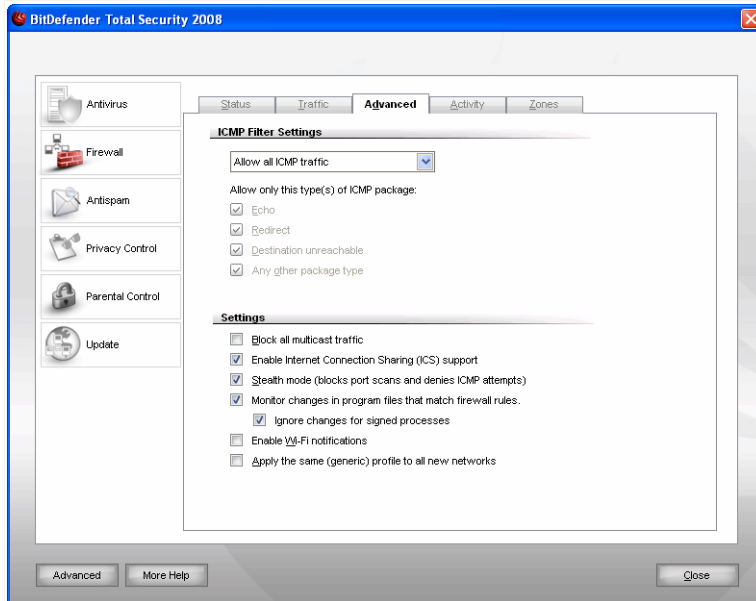 BitDefender Total Security 2008
Antivirus
Firewall
Antispam
Privacy Control
Parental Control
Update
Status Traffic Advanced Activity Zones
ICMP Filter Settings
Allow all ICMP traffic
Allow only this type(s) of ICMP package:
Echo
Redirect
Destination unreachable
Any other package type
Settings
Block all multicast traffic
Enable Internet Connection Sharing (ICS) support
Stealth mode (blocks port scans and denies ICMP attempts)
Monitor changes in program files that match firewall rules.
Ignore changes for signed processes
Enable Wi-Fi notifications
Apply the same (generic) profile to all new networks
Advanced More Help Close